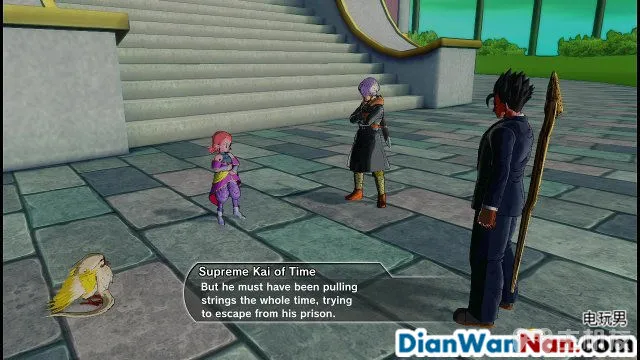 Supreme Kai of Time
But he must have been pulling
strings the whole time, trying
to escape from his prison.
电玩男
DianWanNan.com